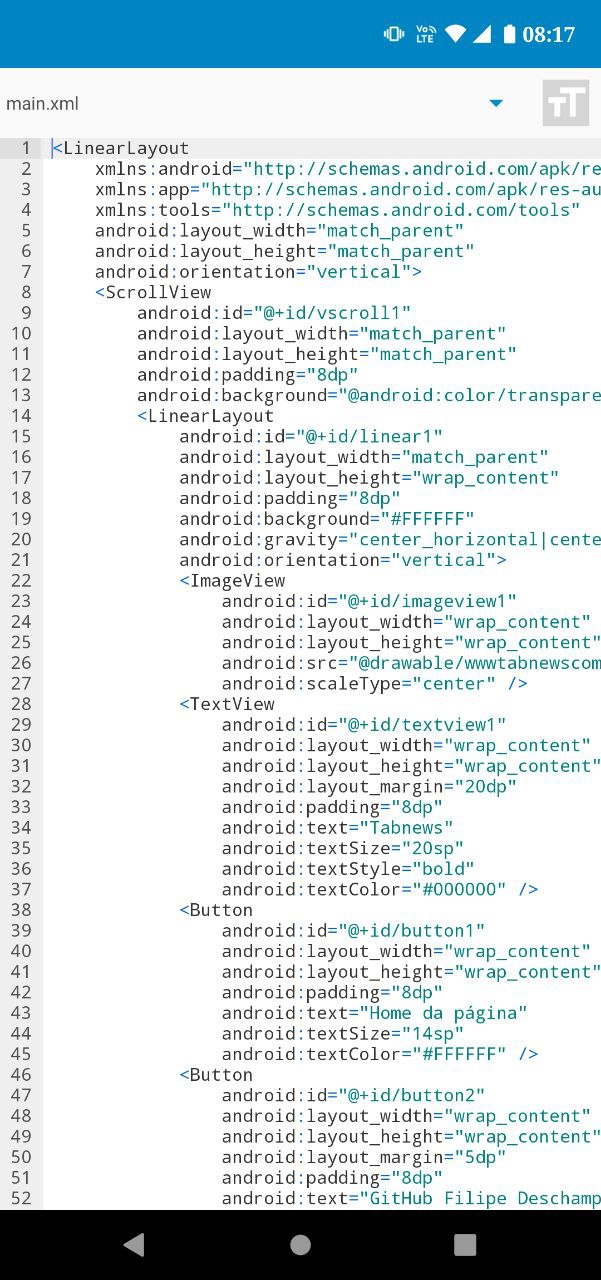 Vo) LTE 08:17
main.xml
TT
1 <LinearLayout
2 xmlns:android="http://schemas.android.com/apk/re
3 xmlns:app="http://schemas.android.com/apk/res-au
4 xmlns:tools="http://schemas.android.com/tools"
5 android:layout_width="match_parent"
6 android:layout_height="match_parent"
7 android:orientation="vertical">
8 <ScrollView
9 android:id="@+id/vscroll1"
10 android:layout_width="match_parent"
11 android:layout_height="match_parent"
12 android:padding="8dp"
13 android:background="@android:color/transpare
14 <LinearLayout
15 android:id="@+id/linear1"
16 android:layout_width="match_parent"
17 android:layout_height="wrap_content"
18 android:padding="8dp"
19 android:background="#FFFFFF"
20 android:gravity="center_horizontal|cente
21 android:orientation="vertical">
22 <ImageView
23 android:id="@+id/imageview1"
24 android:layout_width="wrap_content"
25 android:layout_height="wrap_content"
26 android:src="@drawable/wwwtabnewscom
27 android:scaleType="center" />
28 <TextView
29 android:id="@+id/textview1"
30 android:layout_width="wrap_content"
31 android:layout_height="wrap_content"
32 android:layout_margin="20dp"
33 android:padding="8dp"
34 android:text="Tabnews"
35 android:textSize="20sp"
36 android:textStyle="bold"
37 android:textColor="#000000" />
38 <Button
39 android:id="@+id/button1"
40 android:layout_width="wrap_content"
41 android:layout_height="wrap_content"
42 android:padding="8dp"
43 android:text="Home da página"
44 android:textSize="14sp"
45 android:textColor="#FFFFFF" />
46 <Button
47 android:id="@+id/button2"
48 android:layout_width="wrap_content"
49 android:layout_height="wrap_content"
50 android:layout_margin="5dp"
51 android:padding="8dp"
52 android:text="GitHub Filipe Deschamp